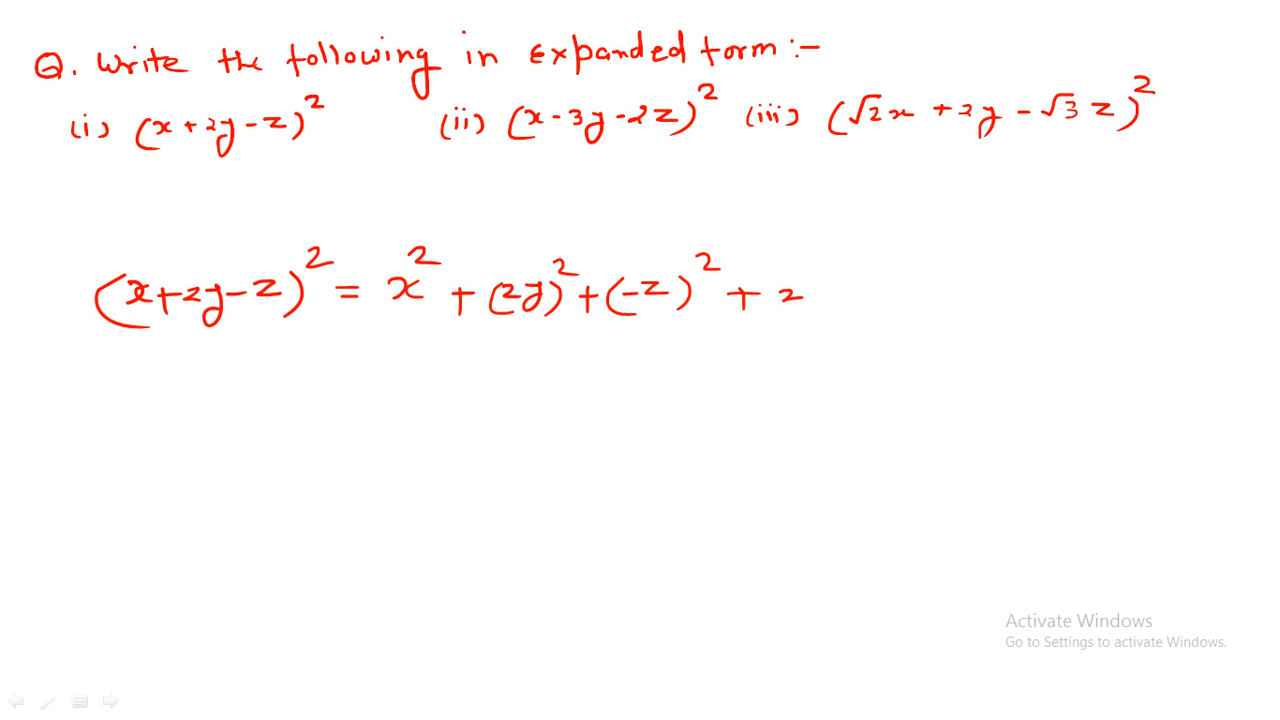 Q. Write the following in Expanded form :-
(i) (x + 2y - z)² (ii) (x - 3y - 2z)² (iii) (√2x + 2y - √3 z)²
(x+2y-z)² = x² + (2y)² + (-z)² + 2
Activate Windows
Go to Settings to activate Windows.